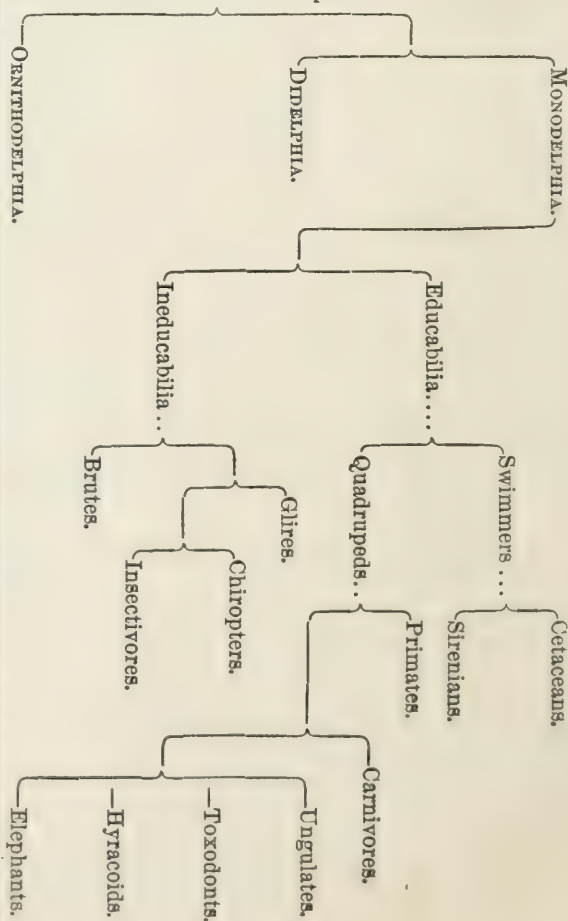 MONODELPHIA.
Cetaceans.
Swimmers ...
Sirenians.
Educabilia....
Primates.
Carnivores.
Quadrupeds..
Ungulates.
DIDELPHIA.
Glires.
Chiropters.
Toxodonts.
Ineducabilia..
Insectivores.
Hyracoids.
Brutes.
ORNITHODELPHIA.
Elephants.